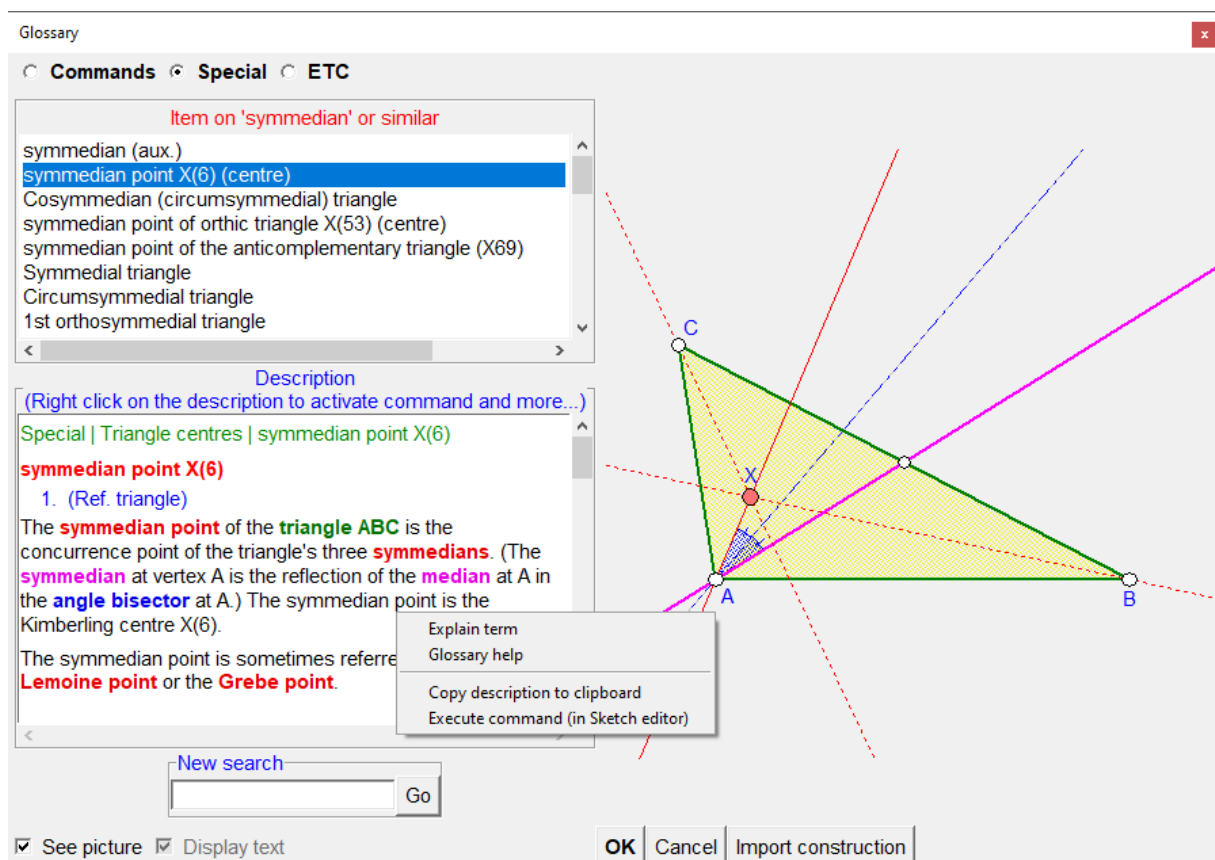 Glossary
x
Commands Special ETC
Item on 'symmedian' or similar
symmedian (aux.)
symmedian point X(6) (centre)
Cosymmedian (circumsymmedial) triangle
symmedian point of orthic triangle X(53) (centre)
symmedian point of the anticomplementary triangle (X69)
Symmedial triangle
Circumsymmedial triangle
1st orthosymmedial triangle
Description
(Right click on the description to activate command and more...)
Special | Triangle centres | symmedian point X(6)
symmedian point X(6)
1. (Ref. triangle)
The symmedian point of the triangle ABC is the
concurrence point of the triangle's three symmedians. (The
symmedian at vertex A is the reflection of the median at A in
the angle bisector at A.) The symmedian point is the
Kimberling centre X(6).
The symmedian point is sometimes referre
Lemoine point or the Grebe point.
Explain term
Glossary help
Copy description to clipboard
Execute command (in Sketch editor)
New search
Go
See picture Display text
C
X
A
B
OK Cancel Import construction